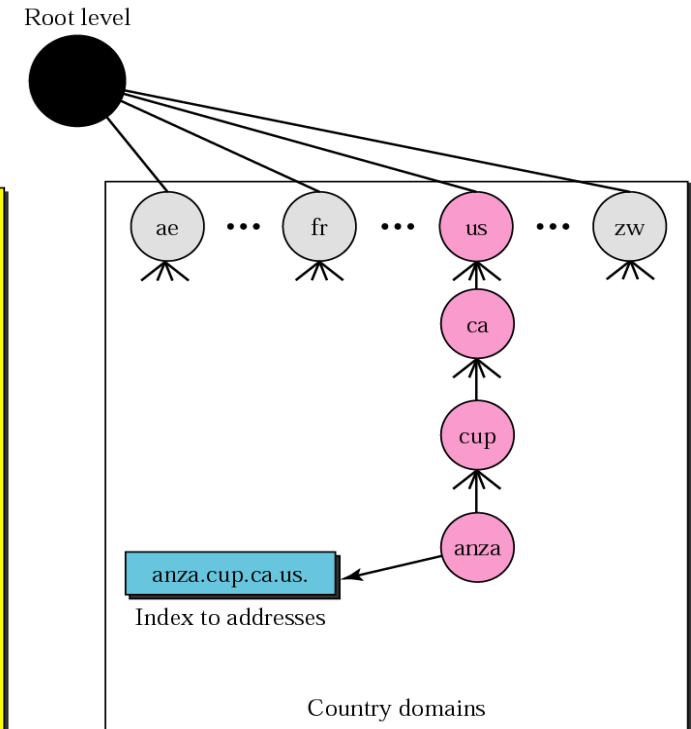 Root level
ae ••• fr ••• us ••• zw
ca
cup
anza
anza.cup.ca.us.
Index to addresses
Country domains